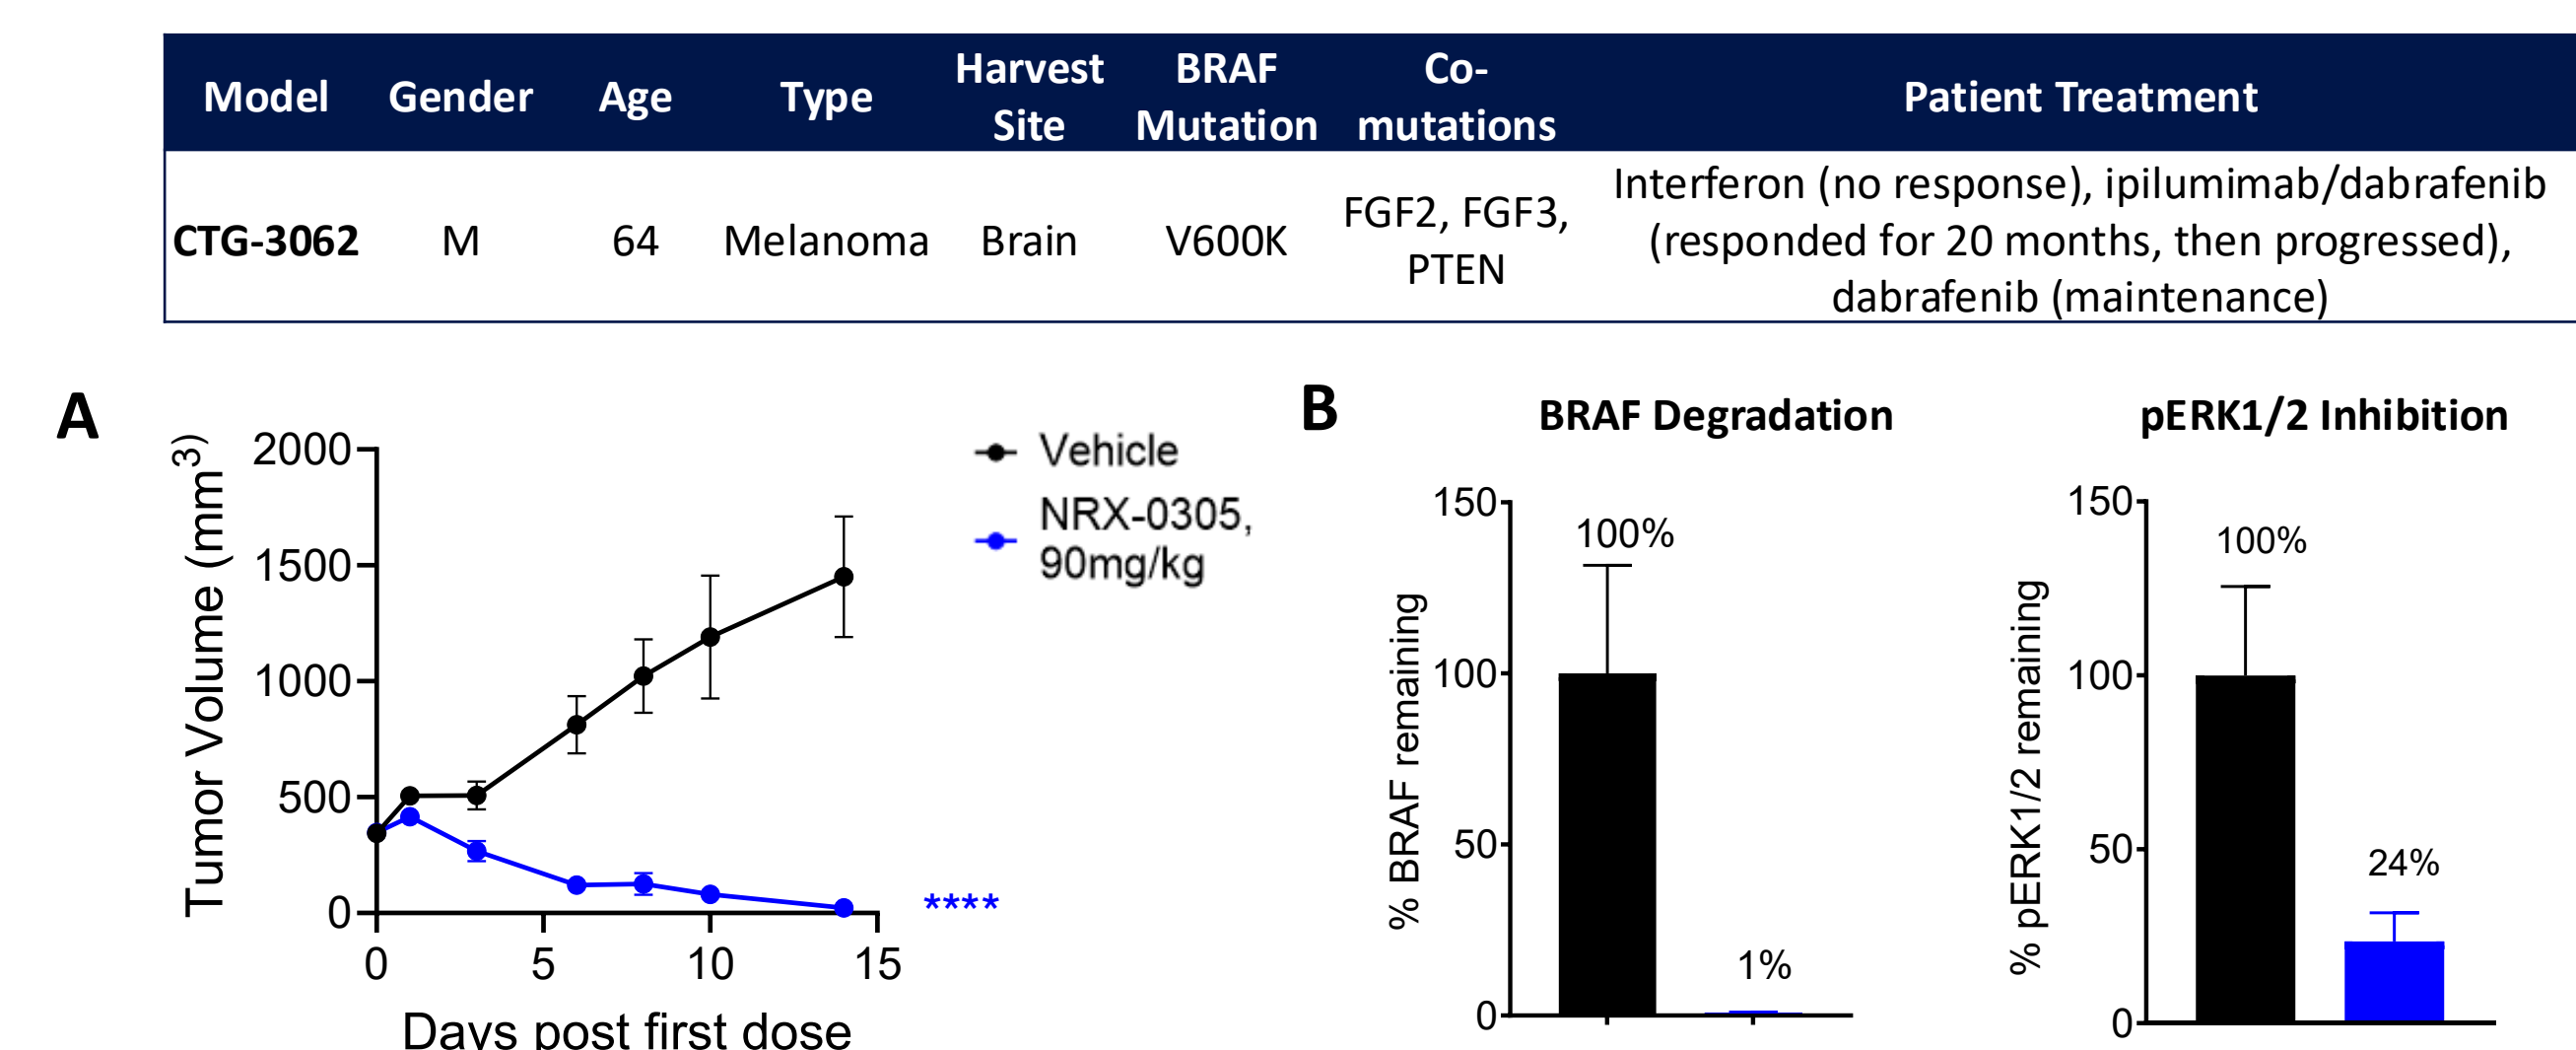 Model Gender Age Type Harvest Site BRAF Mutation Co-mutations Patient Treatment
CTG-3062 M 64 Melanoma Brain V600K FGF2, FGF3, PTEN Interferon (no response), ipilumimab/dabrafenib (responded for 20 months, then progressed), dabrafenib (maintenance)
A
Tumor Volume (mm3)
2000
1500
1000
500
0
0 5 10 15
Days post first dose
Vehicle
NRX-0305,
90mg/kg
****
B
BRAF Degradation
% BRAF remaining
150
100
50
0
100%
1%
pERK1/2 Inhibition
% pERK1/2 remaining
150
100
50
0
100%
24%